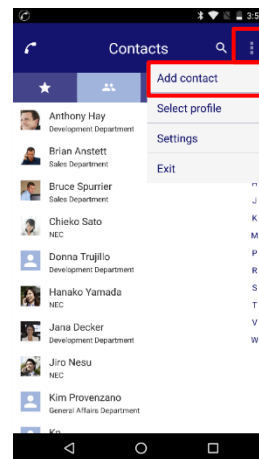 3:5
Contacts
Add contact
Select profile
Settings
Exit
Anthony Hay
Development Department
Brian Anstett
Sales Department
Bruce Spurrier
Sales Department
Chieko Sato
NEC
Donna Trujillo
Development Department
Hanako Yamada
NEC
Jana Decker
Development Department
Jiro Nesu
NEC
Kim Provenzano
General Affairs Department
Ko
H
J
K
M
P
R
S
T
V
W